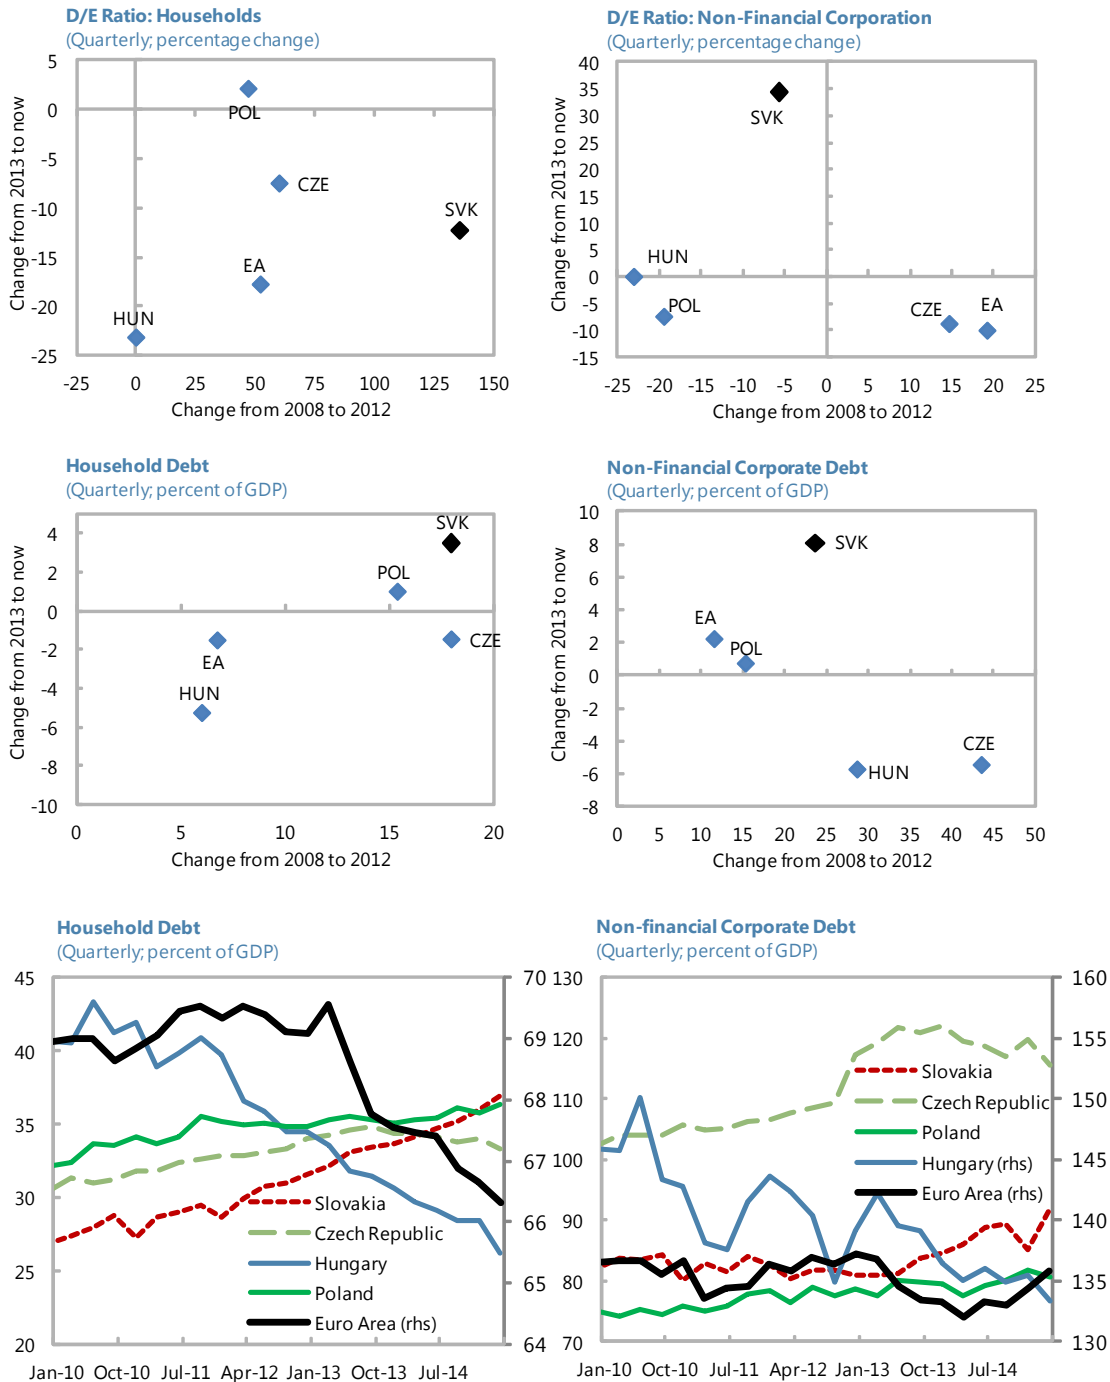 D/E Ratio: Households
(Quarterly; percentage change)
Change from 2013 to now
5
0
-5
-10
-15
-20
-25
POL
CZE
SVK
EA
HUN
-25 0 25 50 75 100 125 150
Change from 2008 to 2012
D/E Ratio: Non-Financial Corporation
(Quarterly; percentage change)
Change from 2013 to now
40
35
30
25
20
15
10
5
0
-5
-10
-15
SVK
HUN
POL
CZE
EA
-25 -20 -15 -10 -5 0 5 10 15 20 25
Change from 2008 to 2012
Household Debt
(Quarterly; percent of GDP)
Change from 2013 to now
4
2
0
-2
-4
-6
-8
-10
SVK
POL
CZE
EA
HUN
0 5 10 15 20
Change from 2008 to 2012
Non-Financial Corporate Debt
(Quarterly; percent of GDP)
Change from 2013 to now
10
8
6
4
2
0
-2
-4
-6
-8
SVK
EA
POL
CZE
HUN
0 5 10 15 20 25 30 35 40 45 50
Change from 2008 to 2012
Household Debt
(Quarterly; percent of GDP)
45
40
35
30
25
20
70
69
68
67
66
65
64
Slovakia
Czech Republic
Hungary
Poland
Euro Area (rhs)
Jan-10 Oct-10 Jul-11 Apr-12 Jan-13 Oct-13 Jul-14
Non-financial Corporate Debt
(Quarterly; percent of GDP)
130
120
110
100
90
80
70
160
155
150
145
140
135
130
Slovakia
Czech Republic
Poland
Hungary (rhs)
Euro Area (rhs)
Jan-10 Oct-10 Jul-11 Apr-12 Jan-13 Oct-13 Jul-14